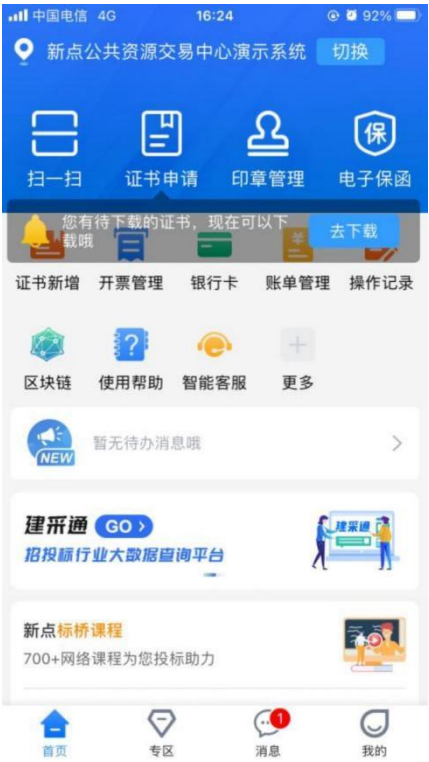 中国电信 4G 16:24 92%
新点公共资源交易中心演示系统 切换
扫一扫 证书申请 印章管理 电子保函
保
您有待下载的证书，现在可以下
载哦
去下载
证书新增 开票管理 银行卡 账单管理 操作记录
区块链 使用帮助 智能客服 更多
NEW
暂无待办消息哦
建采通 GO
招投标行业大数据查询平台
建采通
新点标桥课程
700+网络课程为您投标助力
1
首页 专区 消息 我的